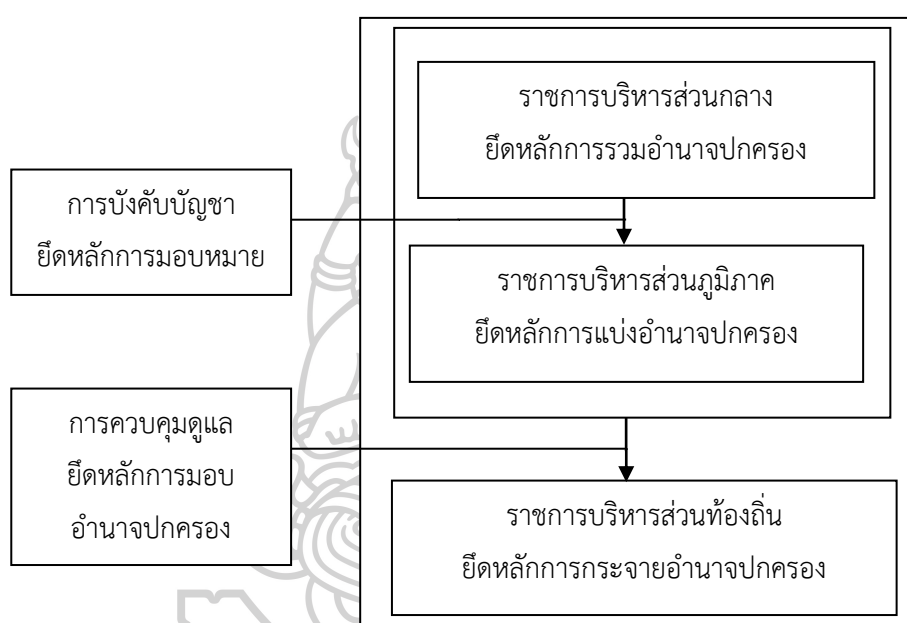 ราชการบริหารส่วนกลาง
ยึดหลักการรวมอำนาจปกครอง
การบังคับบัญชา
ยึดหลักการมอบหมาย
ราชการบริหารส่วนภูมิภาค
ยึดหลักการแบ่งอำนาจปกครอง
การควบคุมดูแล
ยึดหลักการมอบ
อำนาจปกครอง
ราชการบริหารส่วนท้องถิ่น
ยึดหลักการกระจายอำนาจปกครอง